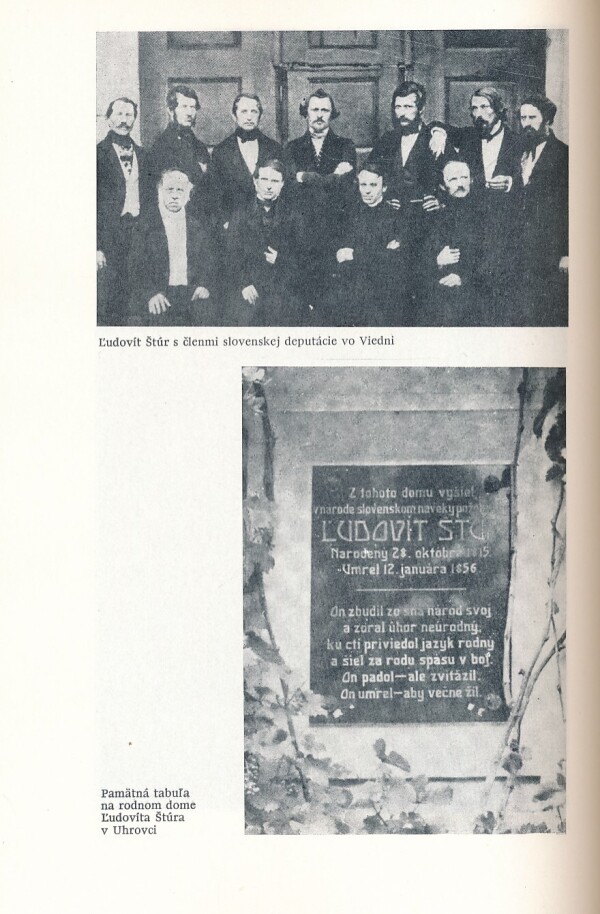 Ľudovít Štúr s členmi slovenskej deputácie vo Viedni
Z tohoto domu vyšiel
v národe slovenskom naveky
ĽUDOVÍT ŠTÚR
Narodený 28. októbra 1815.
Umrel 12. januára 1856.
On zbudil zo sna národ svoj
a zoral úhor neúrodný,
ku cti priviedol jazyk rodný
a šiel za rodu spásu v boj.
On padol—ale zvíťazil.
On umrel—aby večne žil.
Pamätná tabuľa
na rodnom dome
Ľudovíta Štúra
v Uhrovci